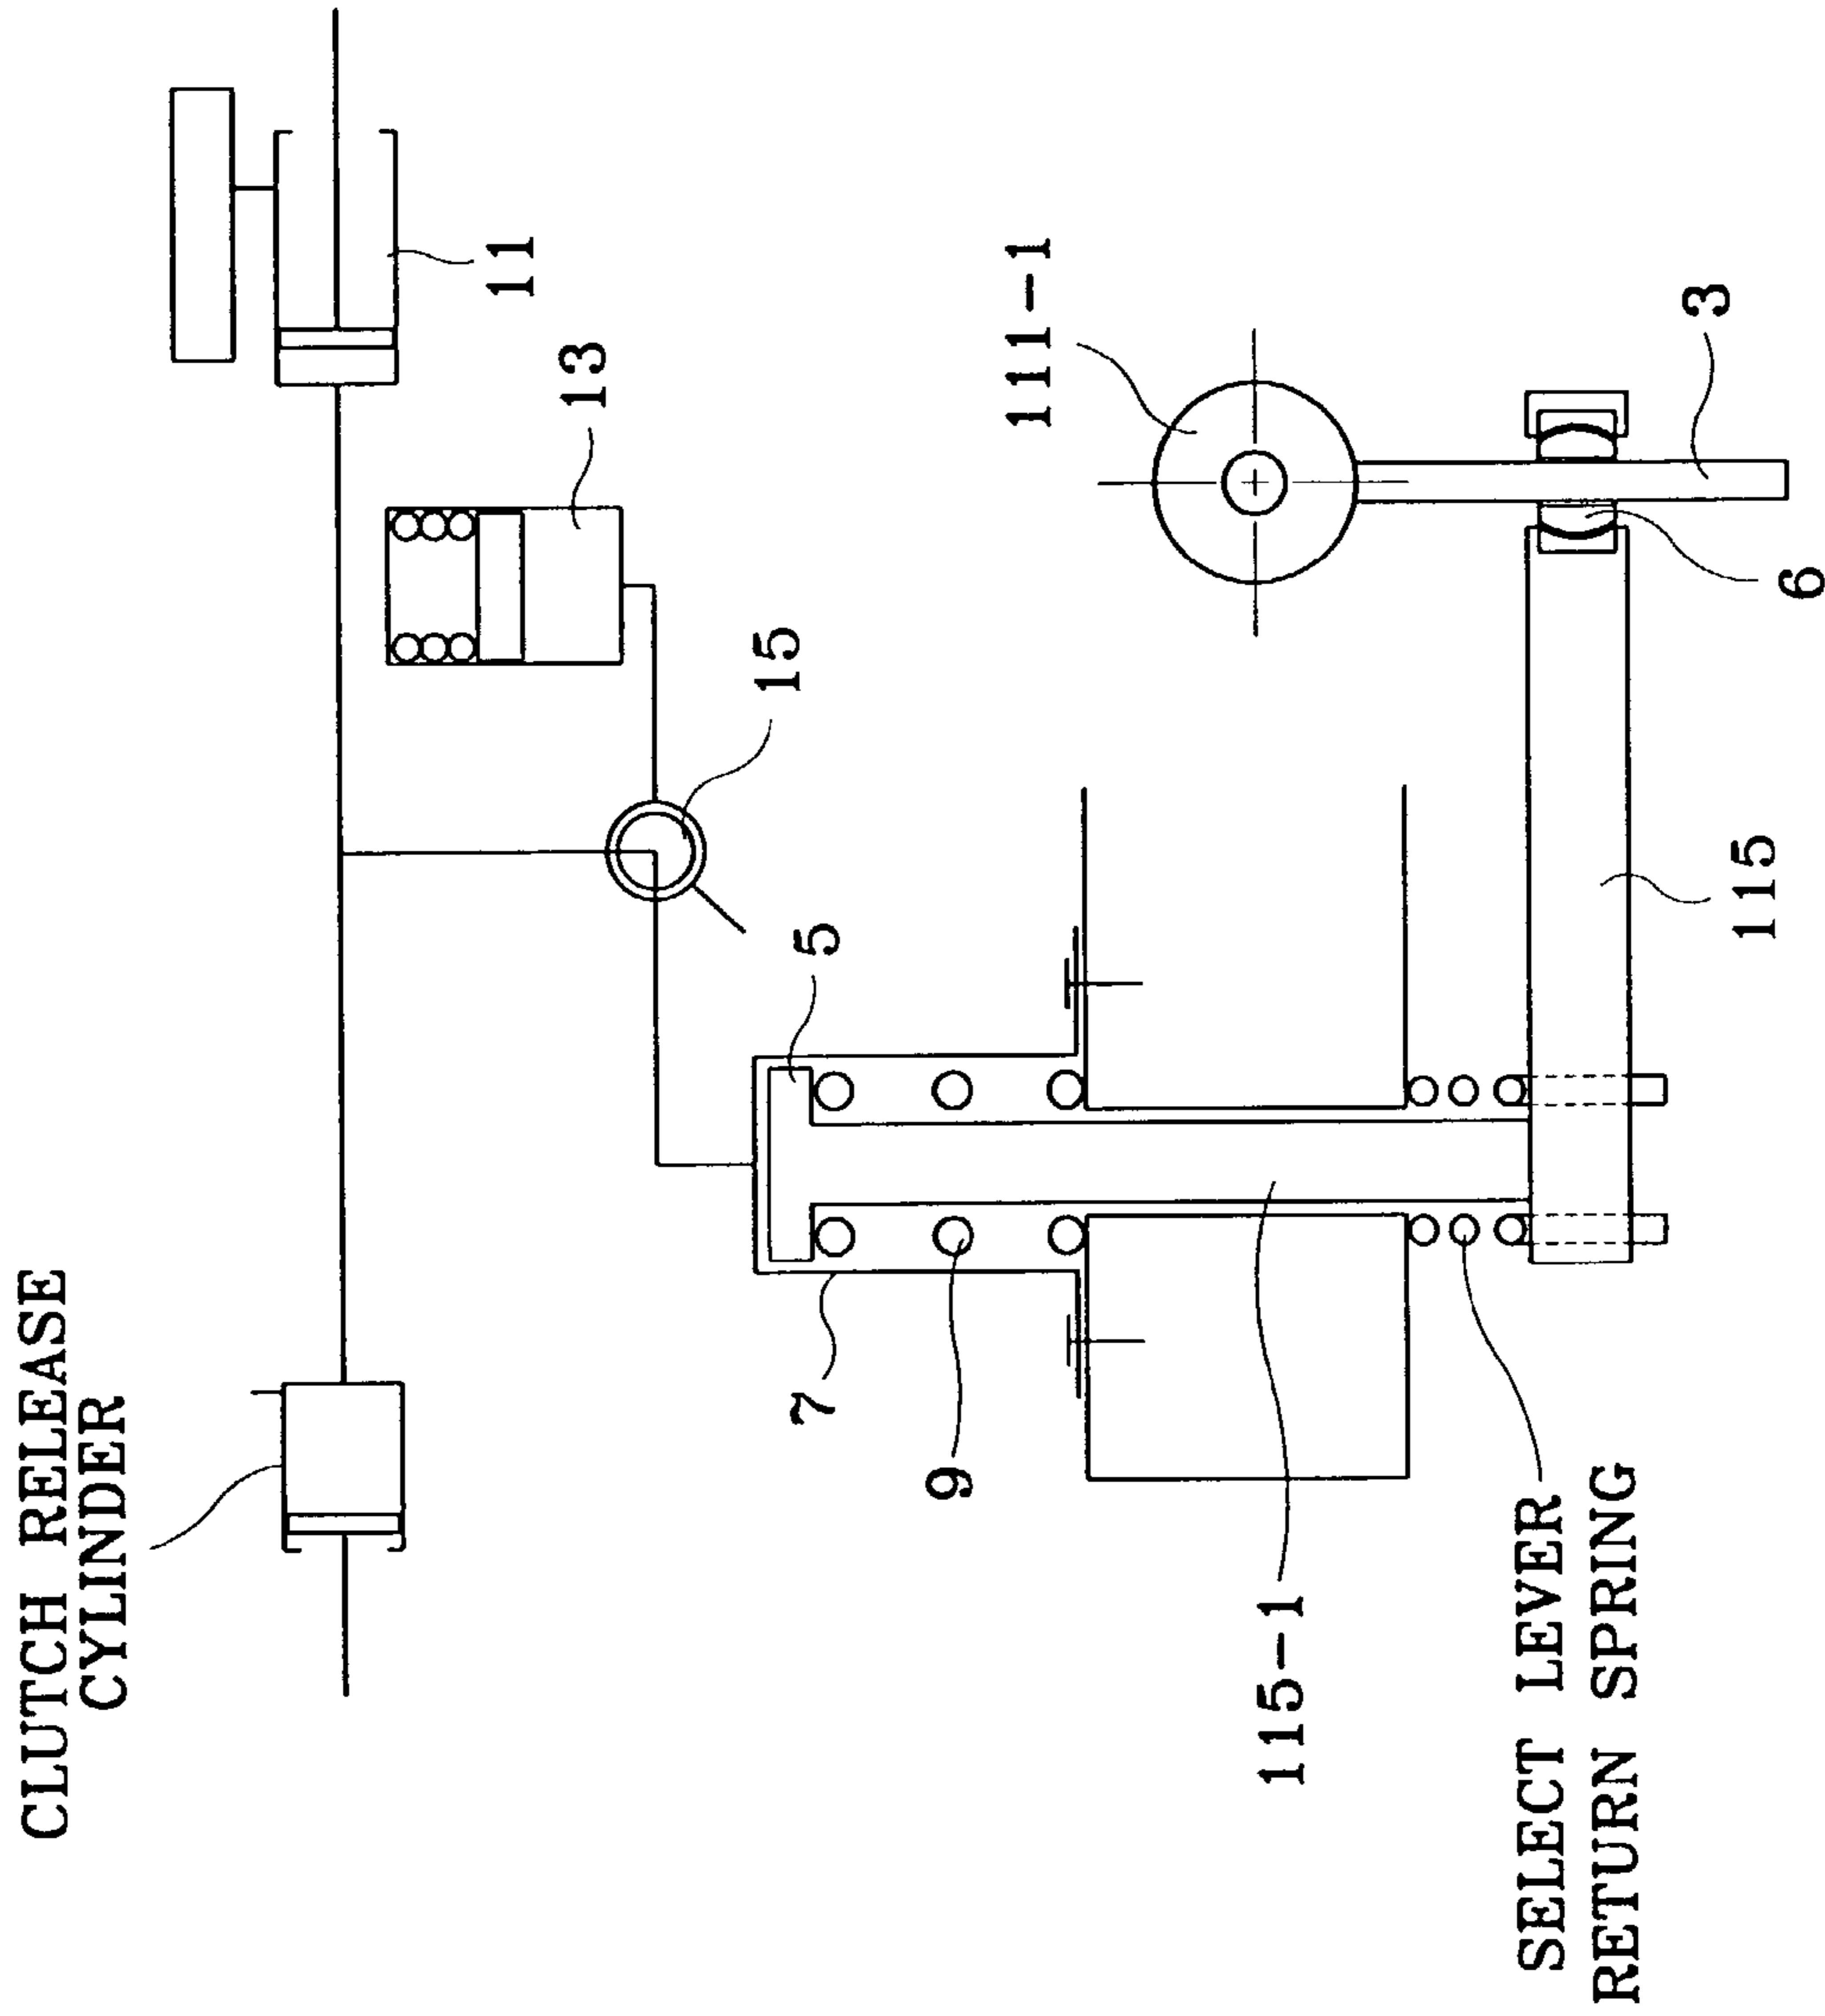 CLUTCH RELEASE
CYLINDER
11
13
15
5
7
9
111-1
3
6
115
115-1
SELECT LEVER
RETURN SPRING